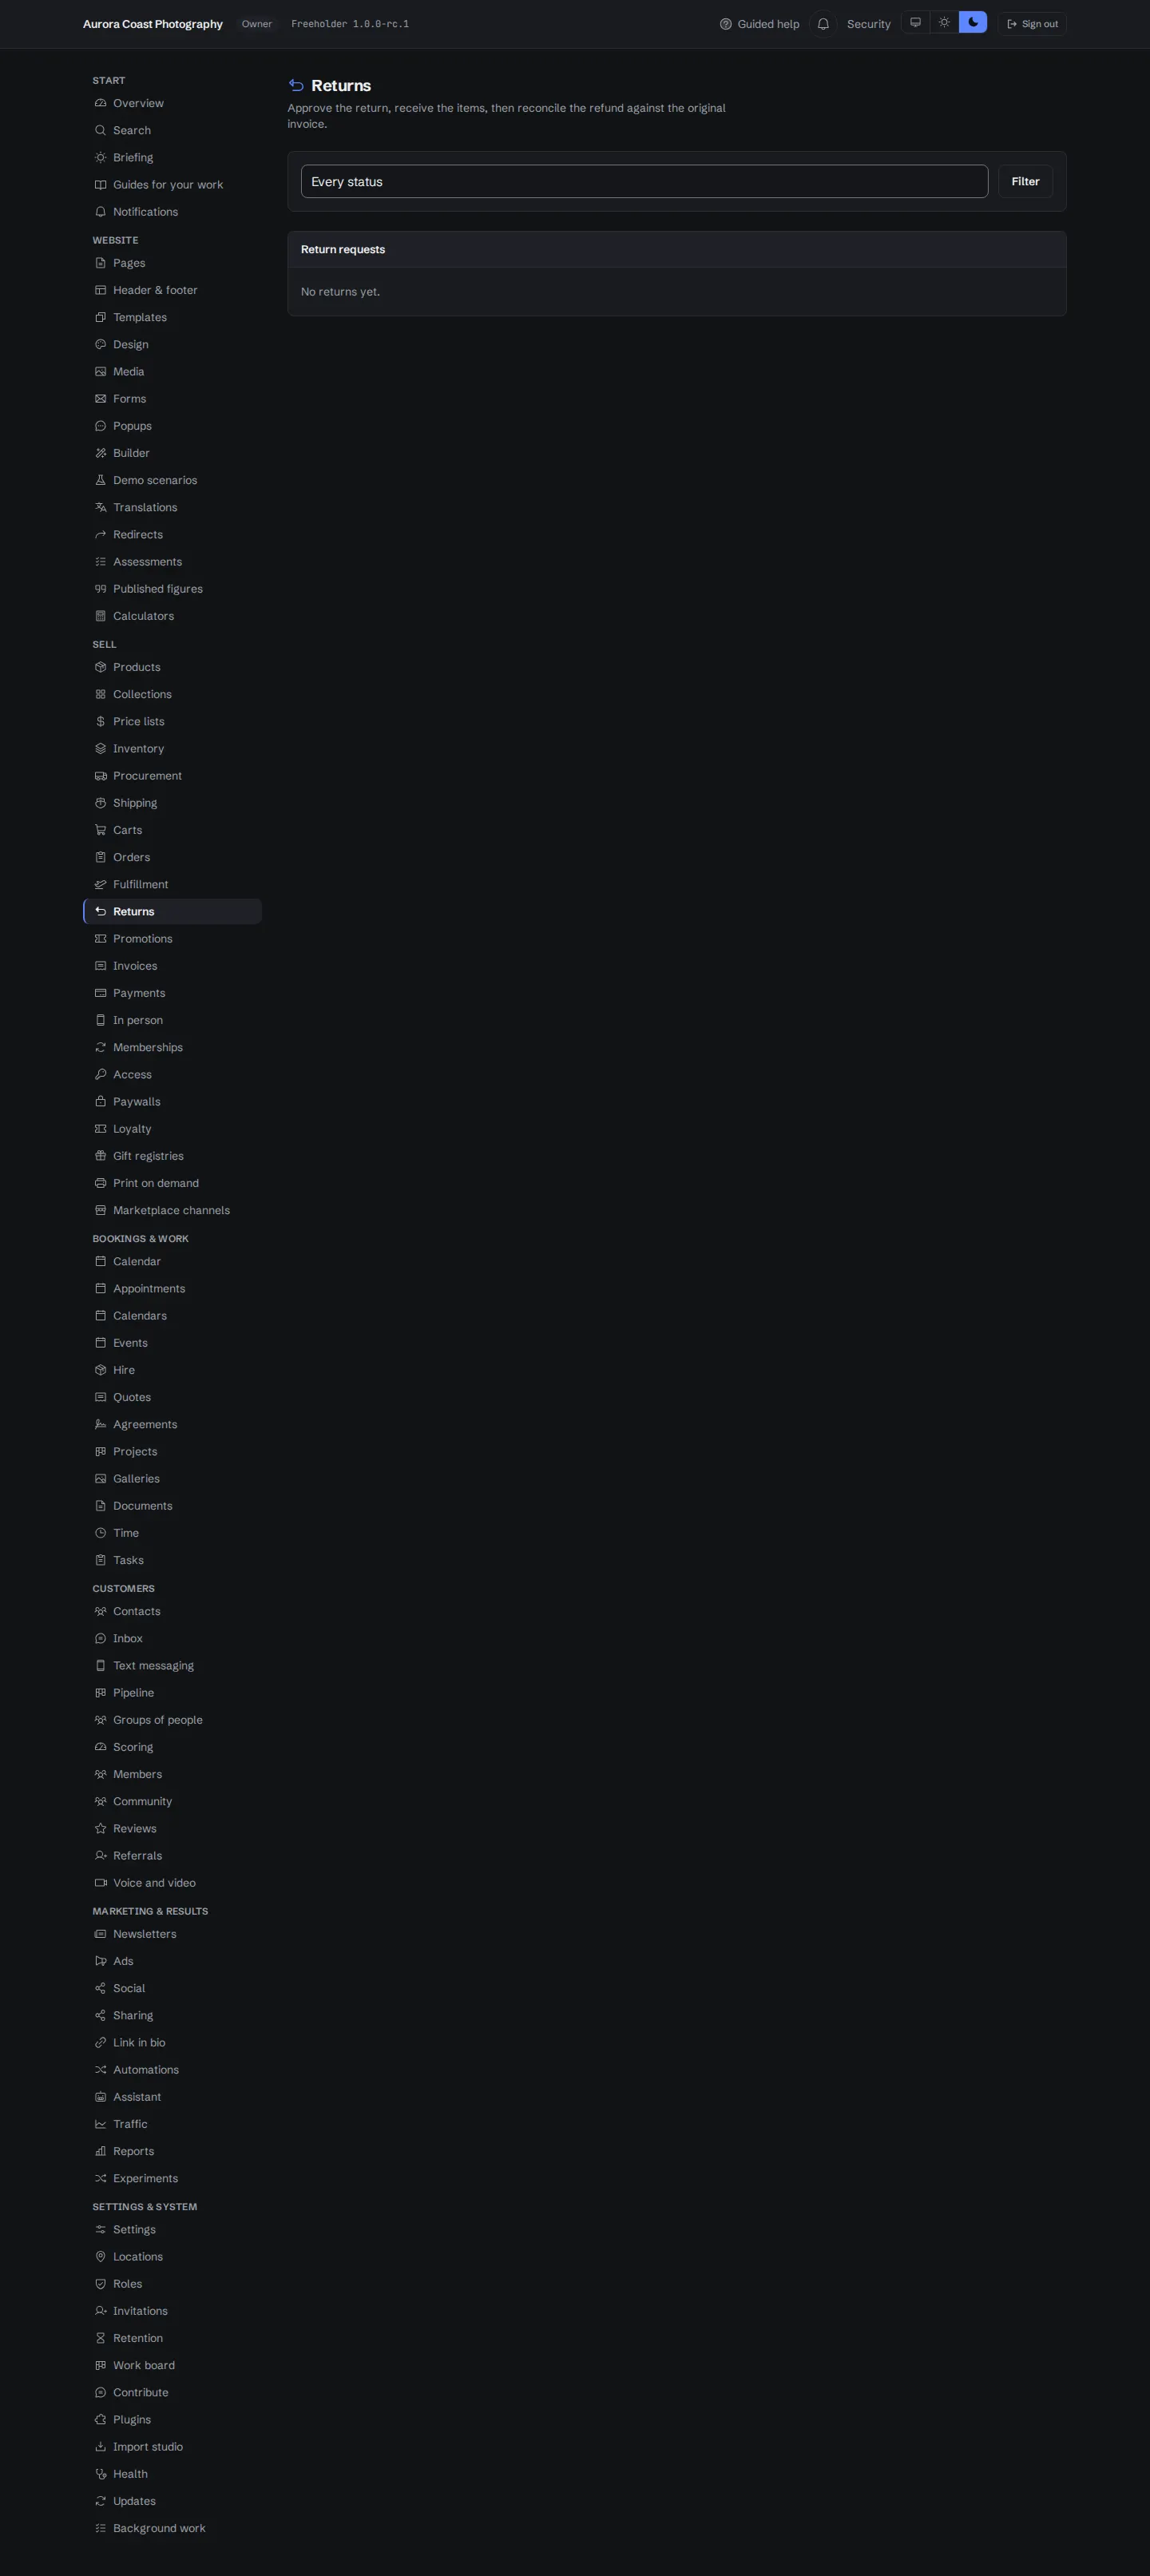 Aurora Coast Photography
Owner
Freeholder 1.0.0-rc.1
Guided help
Security
Sign out
START
Overview
Search
Briefing
Guides for your work
Notifications
WEBSITE
Pages
Header & footer
Templates
Design
Media
Forms
Popups
Builder
Demo scenarios
Translations
Redirects
Assessments
Published figures
Calculators
SELL
Products
Collections
Price lists
Inventory
Procurement
Shipping
Carts
Orders
Fulfillment
Returns
Promotions
Invoices
Payments
In person
Memberships
Access
Paywalls
Loyalty
Gift registries
Print on demand
Marketplace channels
BOOKINGS & WORK
Calendar
Appointments
Calendars
Events
Hire
Quotes
Agreements
Projects
Galleries
Documents
Time
Tasks
CUSTOMERS
Contacts
Inbox
Text messaging
Pipeline
Groups of people
Scoring
Members
Community
Reviews
Referrals
Voice and video
MARKETING & RESULTS
Newsletters
Ads
Social
Sharing
Link in bio
Automations
Assistant
Traffic
Reports
Experiments
SETTINGS & SYSTEM
Settings
Locations
Roles
Invitations
Retention
Work board
Contribute
Plugins
Import studio
Health
Updates
Background work
Returns
Approve the return, receive the items, then reconcile the refund against the original
invoice.
Every status
Filter
Return requests
No returns yet.